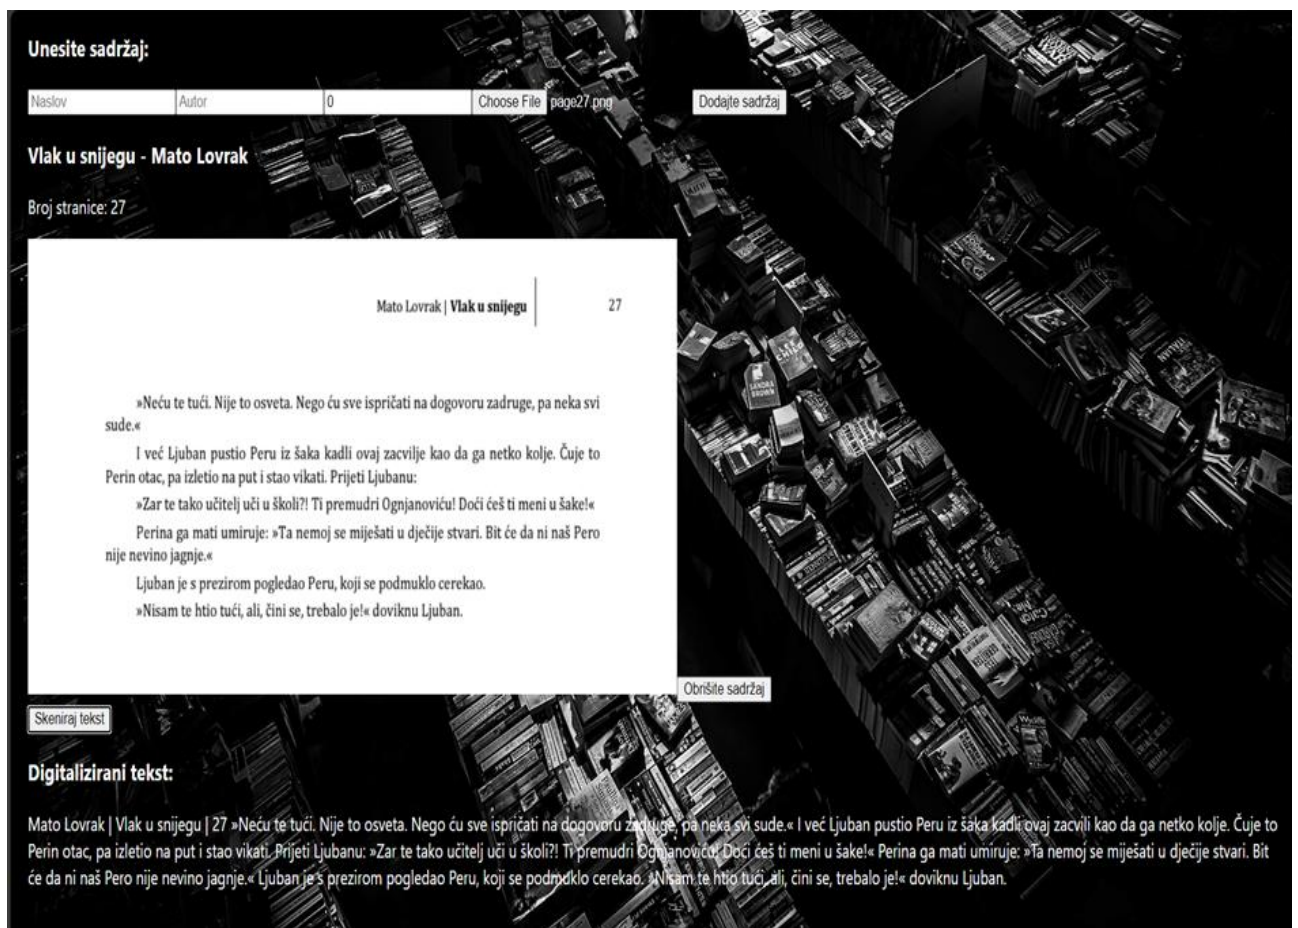 Unesite sadržaj:
Naslov Autor 0 Choose File page27.png Dodajte sadržaj
Vlak u snijegu - Mato Lovrak
Broj stranice: 27
Mato Lovrak | Vlak u snijegu 27
»Neću te tući. Nije to osveta. Nego ću sve ispričati na dogovoru zadruge, pa neka svi
sude.«
I već Ljuban pustio Peru iz šaka kadli ovaj zacvilje kao da ga netko kolje. Čuje to
Perin otac, pa izletio na put i stao vikati. Prijeti Ljubanu:
»Zar te tako učitelj uči u školi?! Ti premudri Ognjanoviću! Doći ćeš ti meni u šake!«
Perina ga mati umiruje: »Ta nemoj se miješati u dječije stvari. Bit će da ni naš Pero
nije nevino jagnje.«
Ljuban je s prezirom pogledao Peru, koji se podmuklo cerekao.
»Nisam te htio tući, ali, čini se, trebalo je!« doviknu Ljuban.
Obrišite sadržaj
Skeniraj tekst
Digitalizirani tekst:
Mato Lovrak | Vlak u snijegu | 27 »Neću te tući. Nije to osveta. Nego ću sve ispričati na dogovoru zadruge, pa neka svi sude.« I već Ljuban pustio Peru iz šaka kadli ovaj zacvili kao da ga netko kolje. Čuje to
Perin otac, pa izletio na put i stao vikati. Prijeti Ljubanu: »Zar te tako učitelj uči u školi?! Ti premudri Ognjanoviću! Doći ćeš ti meni u šake!« Perina ga mati umiruje: »Ta nemoj se miješati u dječije stvari. Bit
će da ni naš Pero nije nevino jagnje.« Ljuban je s prezirom pogledao Peru, koji se podmuklo cerekao. »Nisam te htio tući, ali, čini se, trebalo je!« doviknu Ljuban.
WAR
LEE CHILD
SANDRA
BROWN
ITALIAN